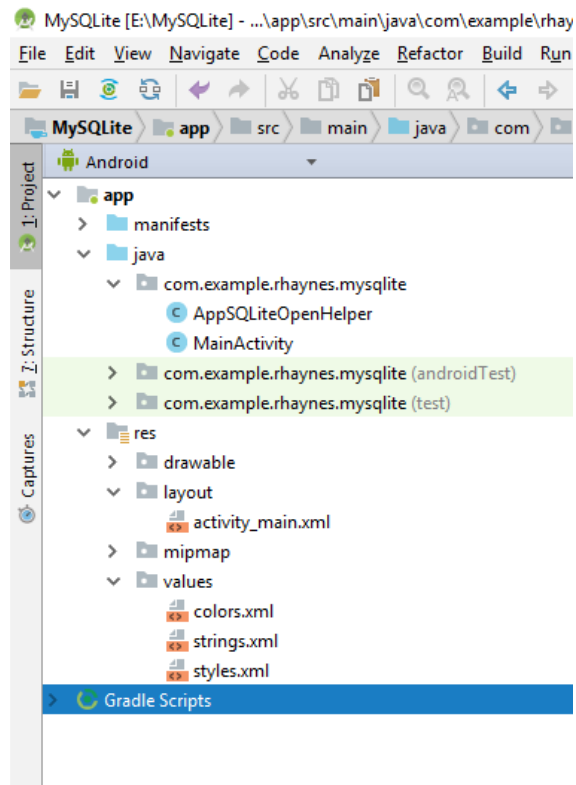 MySQLite [E:\MySQLite] - ...\app\src\main\java\com\example\rhay
File Edit View Navigate Code Analyze Refactor Build Run
MySQLite app src main java com
1: Project
7: Structure
Captures
Android
app
manifests
java
com.example.rhaynes.mysqlite
C AppSQLiteOpenHelper
C MainActivity
com.example.rhaynes.mysqlite (androidTest)
com.example.rhaynes.mysqlite (test)
res
drawable
layout
activity_main.xml
mipmap
values
colors.xml
strings.xml
styles.xml
Gradle Scripts